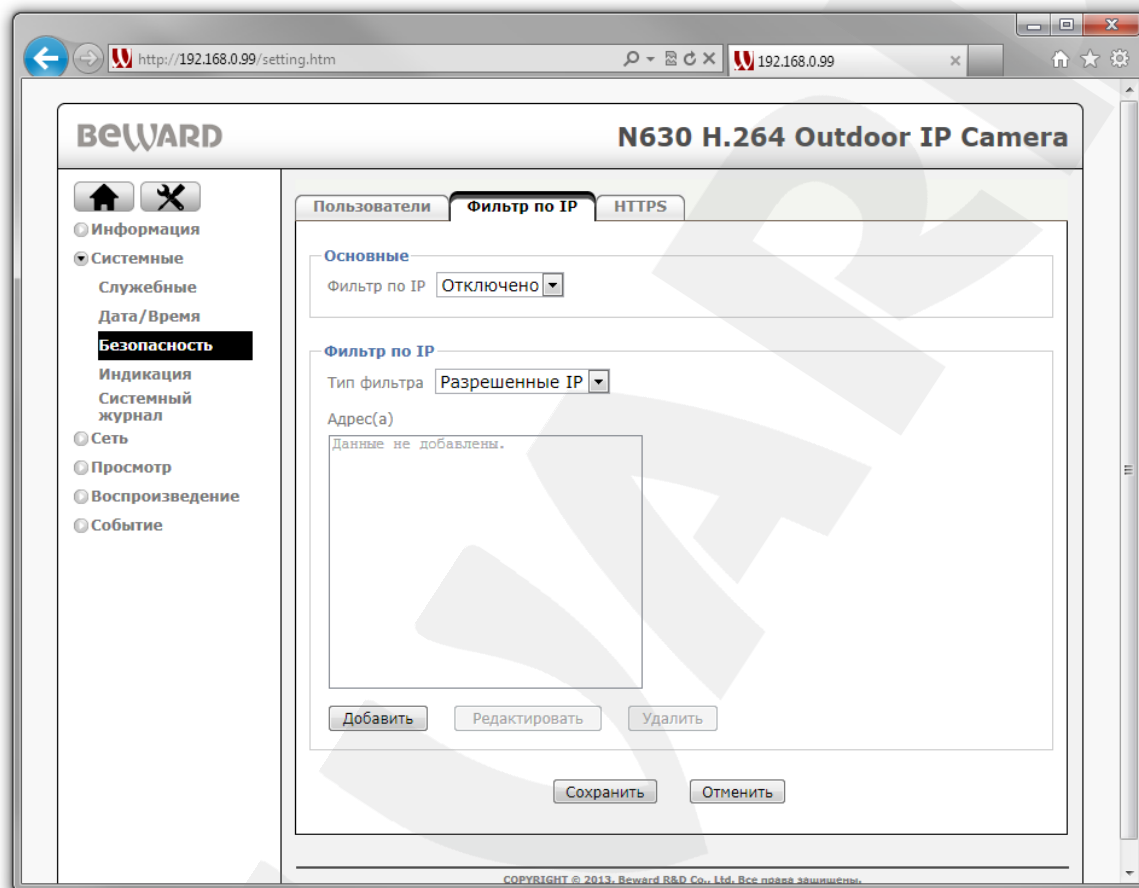 http://192.168.0.99/setting.htm
192.168.0.99
BEWARD
N630 H.264 Outdoor IP Camera
Информация
Системные
Служебные
Дата/Время
Безопасность
Индикация
Системный
журнал
Сеть
Просмотр
Воспроизведение
Событие
Пользователи
Фильтр по IP
HTTPS
Основные
Фильтр по IP Отключено
Фильтр по IP
Тип фильтра Разрешенные IP
Адрес(а)
Данные не добавлены.
Добавить
Редактировать
Удалить
Сохранить
Отменить
COPYRIGHT © 2013, Beward R&D Co., Ltd. Все права защищены.